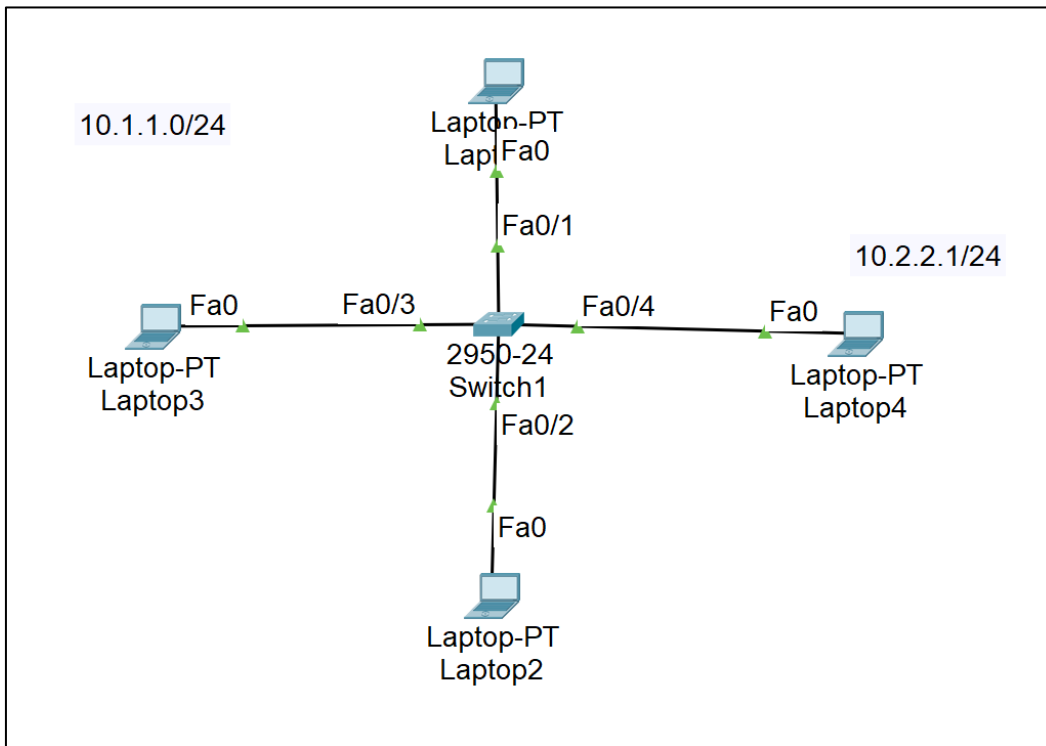 Laptop-PT
Lapt
Fa0
10.1.1.0/24
Fa0/1
10.2.2.1/24
Fa0
Fa0/3
Fa0/4
Fa0
2950-24
Switch1
Laptop-PT
Laptop3
Laptop-PT
Laptop4
Fa0/2
Fa0
Laptop-PT
Laptop2